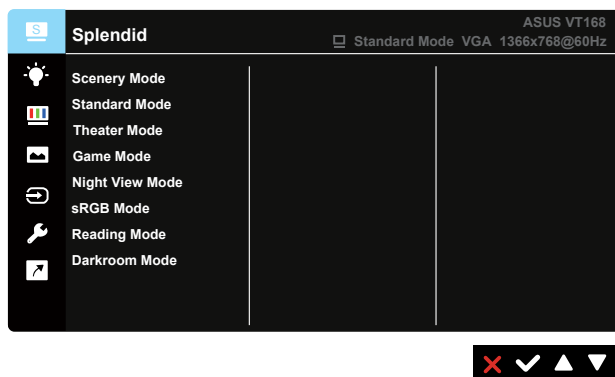 S
Splendid
ASUS VT168
Standard Mode VGA 1366x768@60Hz
Scenery Mode
Standard Mode
Theater Mode
Game Mode
Night View Mode
sRGB Mode
Reading Mode
Darkroom Mode